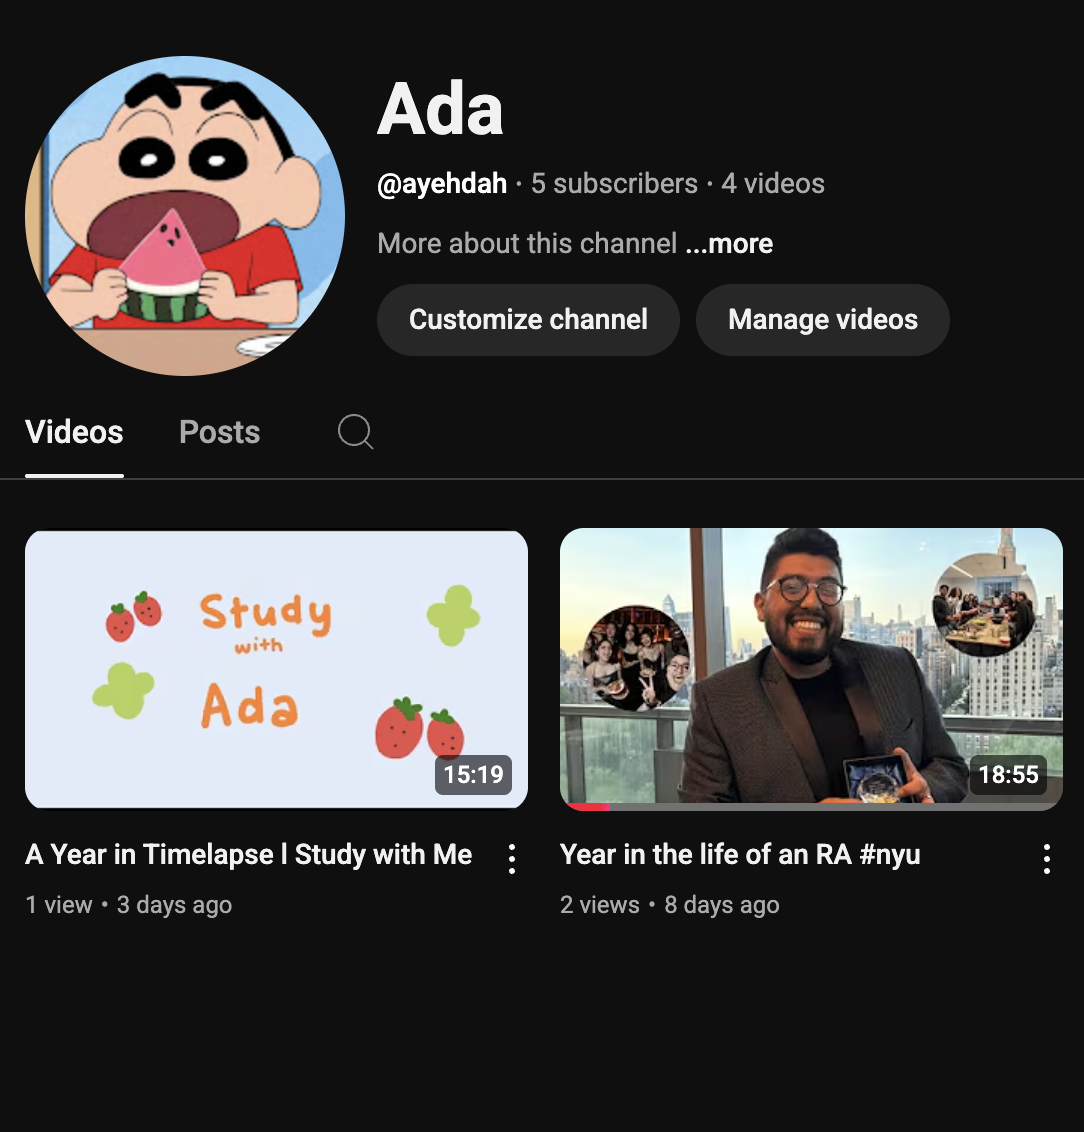 Ada
@ayehdah · 5 subscribers · 4 videos
More about this channel ...more
Customize channel
Manage videos
Videos
Posts
Study
with
Ada
15:19
18:55
A Year in Timelapse l Study with Me
1 view • 3 days ago
Year in the life of an RA #nyu
2 views • 8 days ago